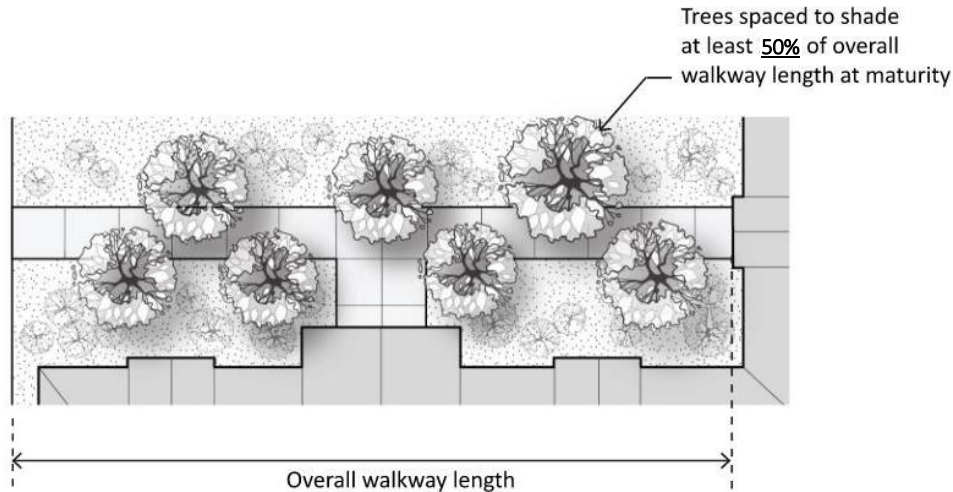 Trees spaced to shade
at least 50% of overall
walkway length at maturity
Overall walkway length